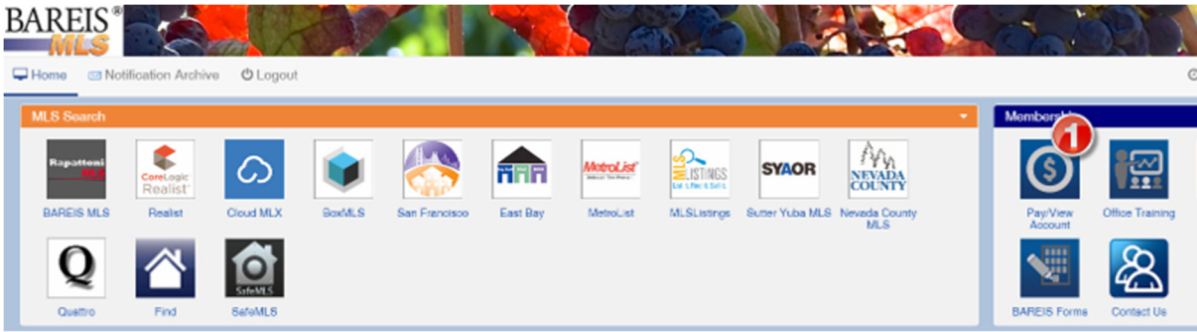 BAREIS®
MLS
Home Notification Archive Logout
MLS Search
Membership
1
Rapattoni
MLS
CoreLogic
Realist
MetroList
MLS
LISTINGS
SYAOR
NEVADA
COUNTY
BAREIS MLS Realist Cloud MLX BoxMLS San Francisco East Bay MetroList MLSListings Sutter Yuba MLS Nevada County
MLS
Pay/View
Account
Office Training
Q
SafeMLS
Quattro Find SafeMLS
BAREIS Forms Contact Us